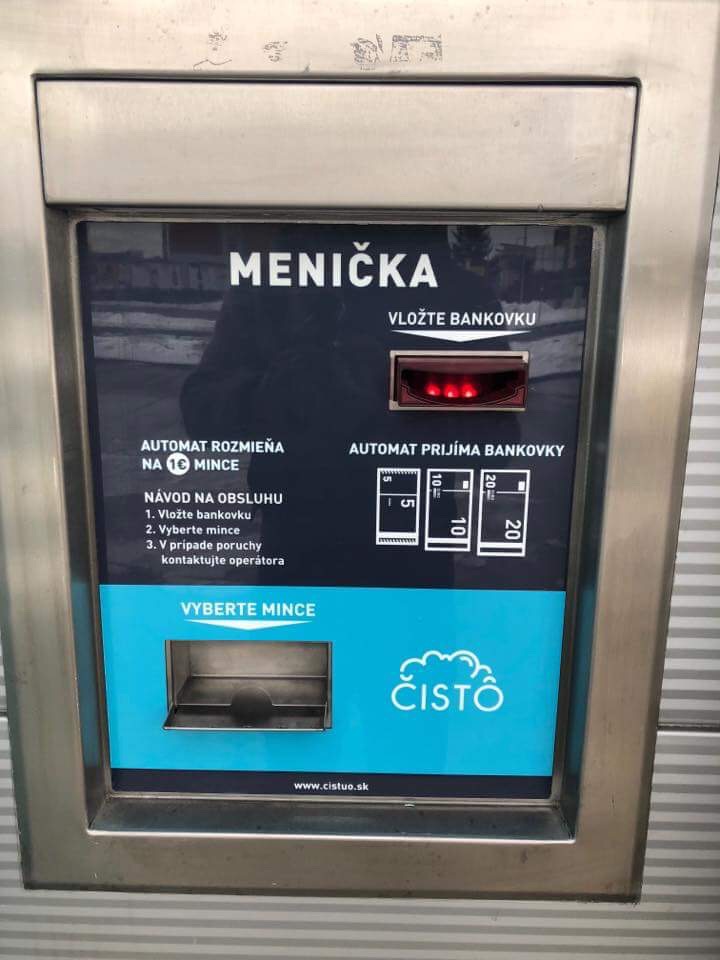 MENIČKA
VLOŽTE BANKOVKU
AUTOMAT ROZMIEŇA
NA 1€ MINCE
NÁVOD NA OBSLUHU
1. Vložte bankovku
2. Vyberte mince
3. V prípade poruchy
kontaktujte operátora
AUTOMAT PRIJÍMA BANKOVKY
5 5
10 10
20 20
VYBERTE MINCE
ČISTÔ
www.cistuo.sk